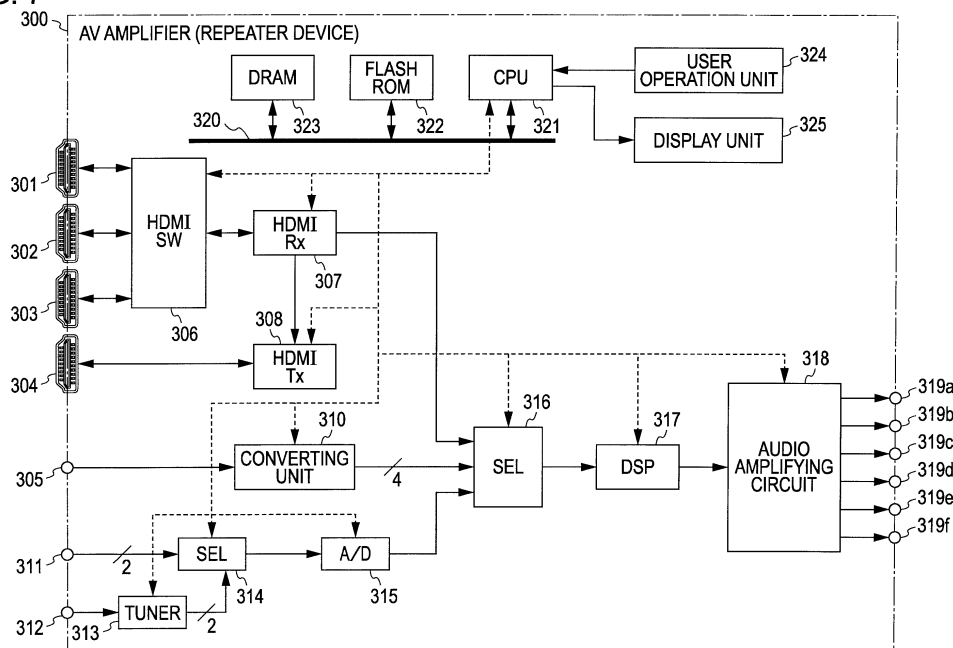 300
AV AMPLIFIER (REPEATER DEVICE)
DRAM
323
FLASH
ROM
322
CPU
321
USER
OPERATION UNIT
324
DISPLAY UNIT
325
320
301
302
303
304
HDMI
SW
306
HDMI
Rx
307
308
HDMI
Tx
305
310
CONVERTING
UNIT
4
316
SEL
317
DSP
318
AUDIO
AMPLIFYING
CIRCUIT
319a
319b
319c
319d
319e
319f
311
2
SEL
314
A/D
315
312
TUNER
313
2